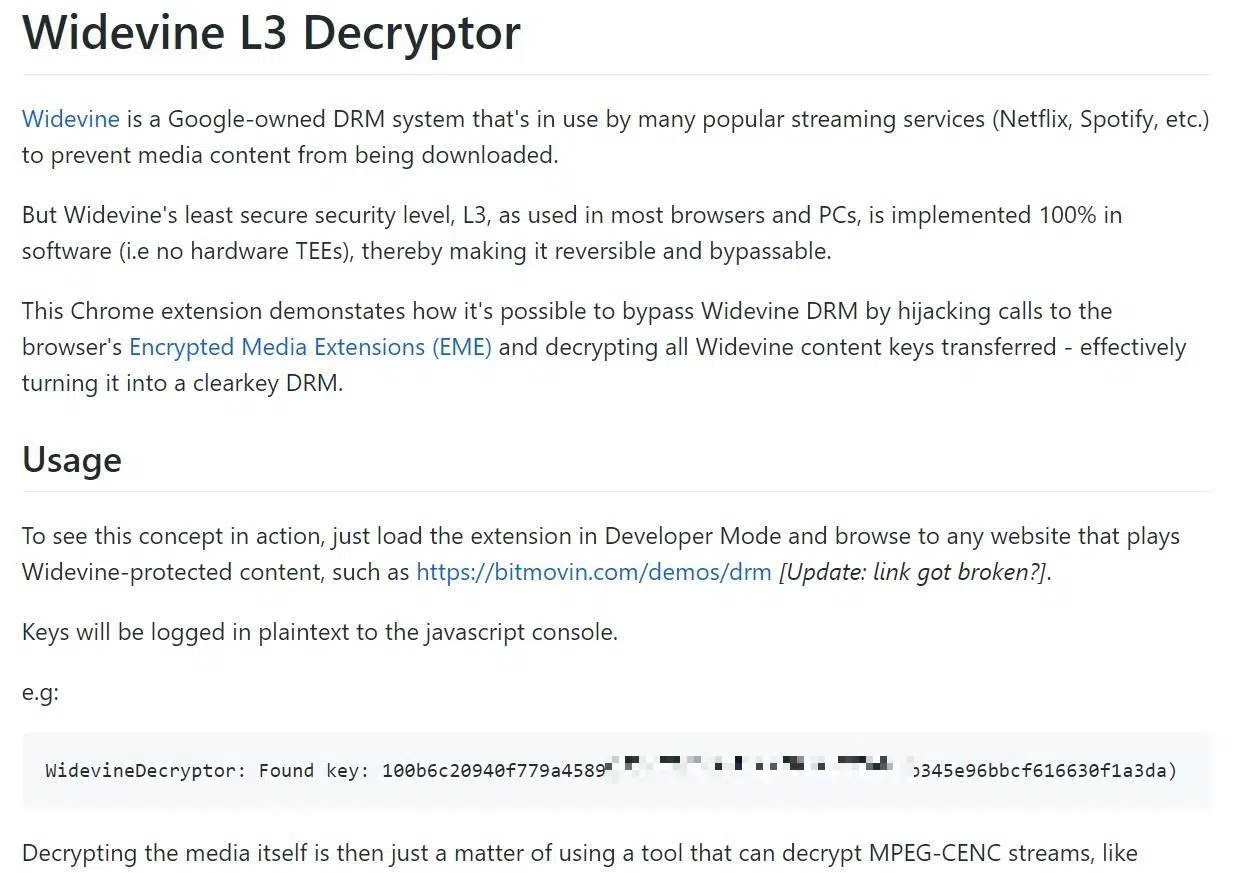 Widevine L3 Decryptor
Widevine is a Google-owned DRM system that's in use by many popular streaming services (Netflix, Spotify, etc.)
to prevent media content from being downloaded.
But Widevine's least secure security level, L3, as used in most browsers and PCs, is implemented 100% in
software (i.e no hardware TEEs), thereby making it reversible and bypassable.
This Chrome extension demonstates how it's possible to bypass Widevine DRM by hijacking calls to the
browser's Encrypted Media Extensions (EME) and decrypting all Widevine content keys transferred - effectively
turning it into a clearkey DRM.
Usage
To see this concept in action, just load the extension in Developer Mode and browse to any website that plays
Widevine-protected content, such as https://bitmovin.com/demos/drm [Update: link got broken?].
Keys will be logged in plaintext to the javascript console.
e.g:
WidevineDecryptor: Found key: 100b6c20940f779a4589 b345e96bbcf616630f1a3da)
Decrypting the media itself is then just a matter of using a tool that can decrypt MPEG-CENC streams, like